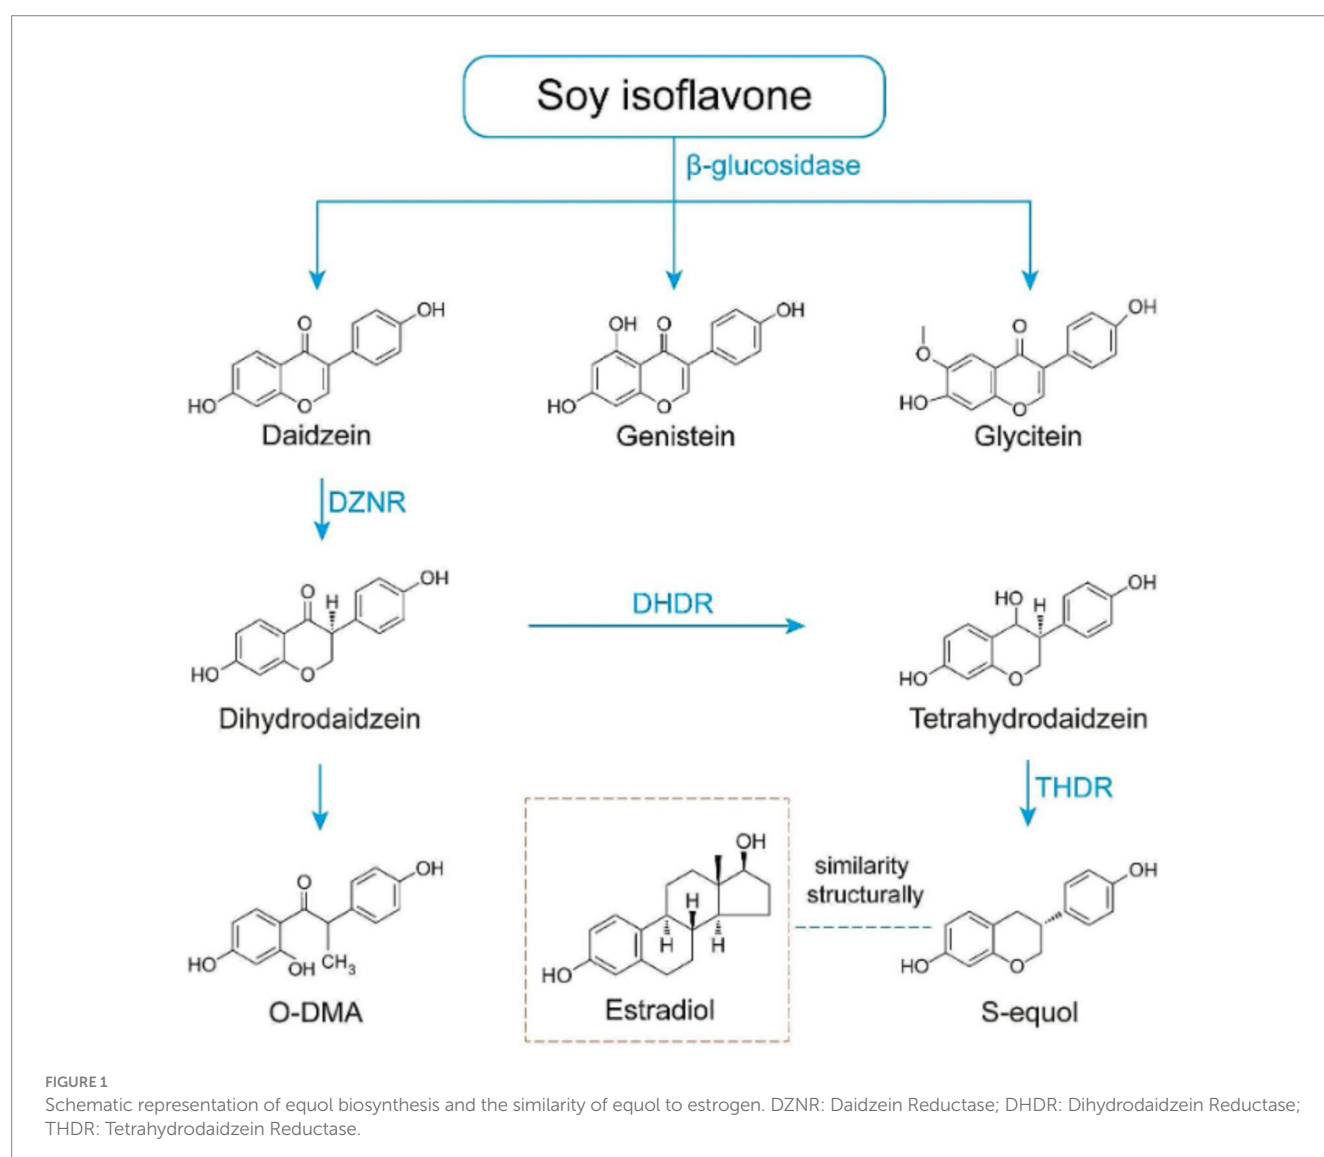 Soy isoflavone
β-glucosidase
OH
O
HO
O
Daidzein
OH
OH
O
HO
O
Genistein
OH
O
O
HO
O
Glycitein
DZNR
OH
O
H
HO
O
Dihydrodaidzein
DHDR
OH
HO
H
HO
O
Tetrahydrodaidzein
THDR
OH
O
HO
OH
CH3
O-DMA
OH
H
H
H
HO
Estradiol
similarity
structurally
OH
HO
O
S-equol
FIGURE 1
Schematic representation of equol biosynthesis and the similarity of equol to estrogen. DZNR: Daidzein Reductase; DHDR: Dihydrodaidzein Reductase;
THDR: Tetrahydrodaidzein Reductase.